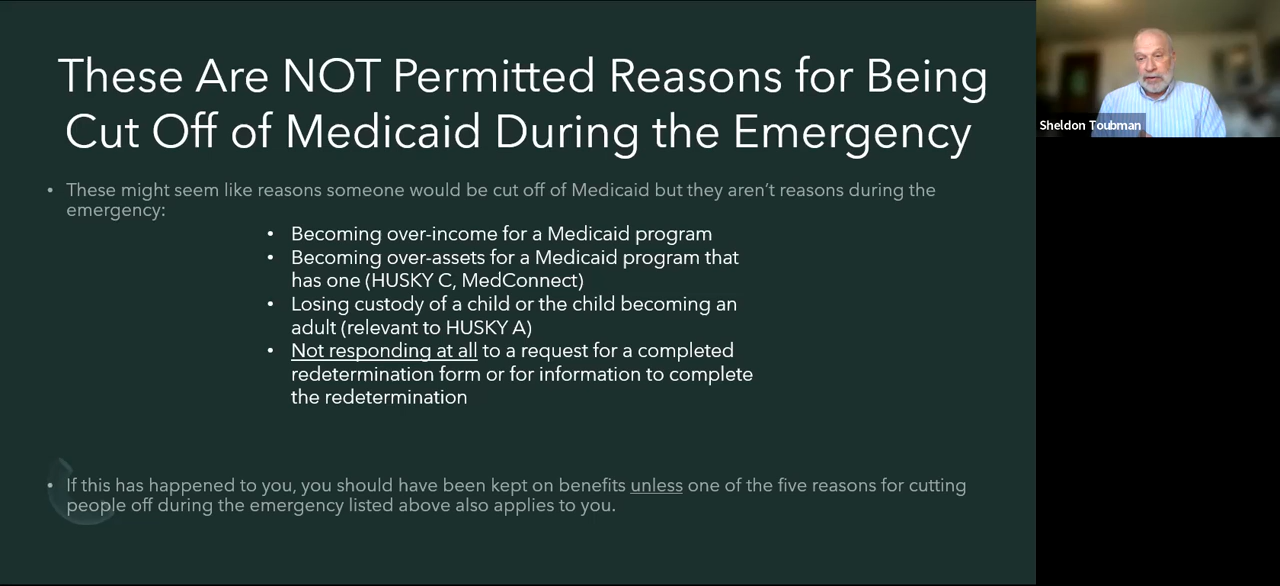 These Are NOT Permitted Reasons for Being
Cut Off of Medicaid During the Emergency
• These might seem like reasons someone would be cut off of Medicaid but they aren't reasons during the
emergency:
• Becoming over-income for a Medicaid program
• Becoming over-assets for a Medicaid program that
has one (HUSKY C, MedConnect)
• Losing custody of a child or the child becoming an
adult (relevant to HUSKY A)
• Not responding at all to a request for a completed
redetermination form or for information to complete
the redetermination
• If this has happened to you, you should have been kept on benefits unless one of the five reasons for cutting
people off during the emergency listed above also applies to you.
Sheldon Toubman